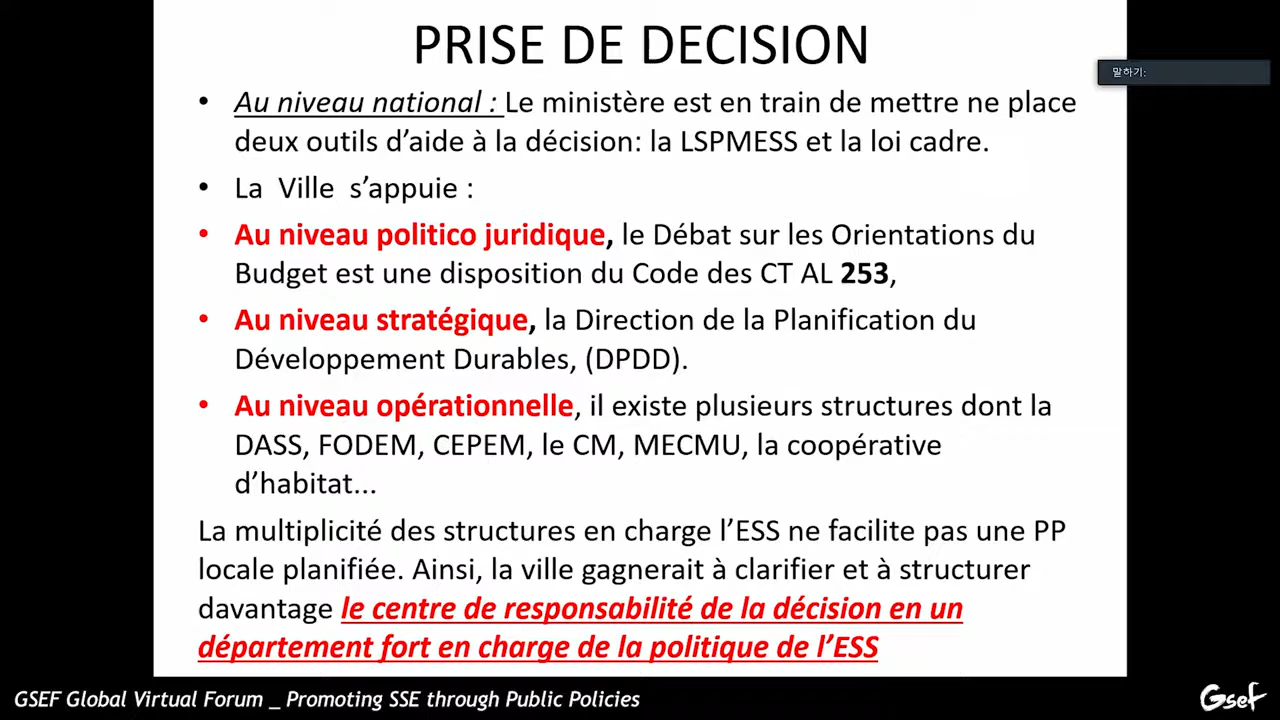 PRISE DE DECISION
말하기:
• Au niveau national : Le ministère est en train de mettre ne place
deux outils d’aide à la décision: la LSPMESS et la loi cadre.
• La Ville s’appuie :
• Au niveau politico juridique, le Débat sur les Orientations du
Budget est une disposition du Code des CT AL 253,
• Au niveau stratégique, la Direction de la Planification du
Développement Durables, (DPDD).
• Au niveau opérationnelle, il existe plusieurs structures dont la
DASS, FODEM, CEPEM, le CM, MECMU, la coopérative
d’habitat...
La multiplicité des structures en charge l’ESS ne facilite pas une PP
locale planifiée. Ainsi, la ville gagnerait à clarifier et à structurer
davantage le centre de responsabilité de la décision en un
département fort en charge de la politique de l’ESS
GSEF Global Virtual Forum _ Promoting SSE through Public Policies
Gsef